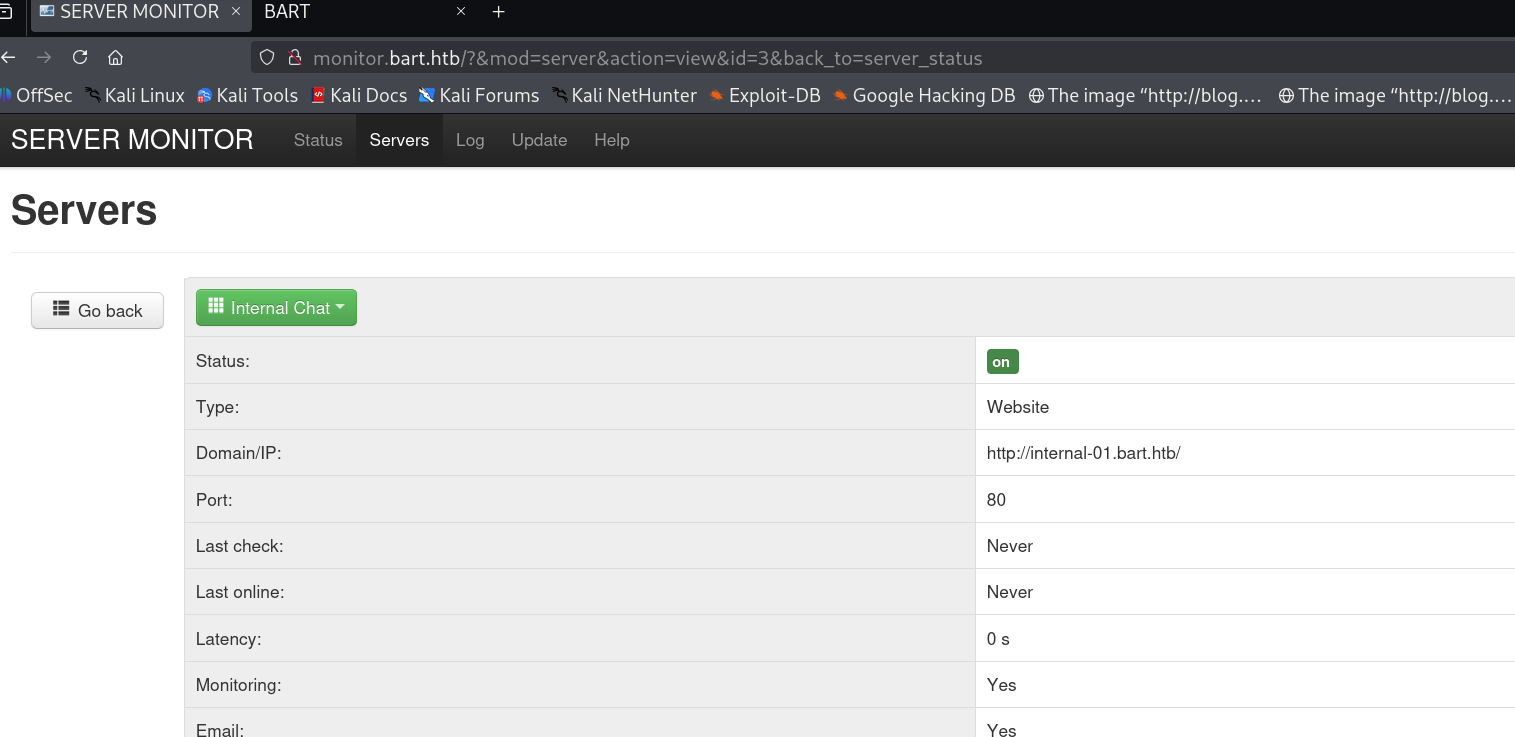 SERVER MONITOR × BART × +
monitor.bart.htb/?&mod=server&action=view&id=3&back_to=server_status
OffSec Kali Linux Kali Tools Kali Docs Kali Forums Kali NetHunter Exploit-DB Google Hacking DB The image “http://blog.… The image “http://blog.…
SERVER MONITOR Status Servers Log Update Help
Servers
Go back Internal Chat
Status: on
Type: Website
Domain/IP: http://internal-01.bart.htb/
Port: 80
Last check: Never
Last online: Never
Latency: 0 s
Monitoring: Yes
Email: Yes